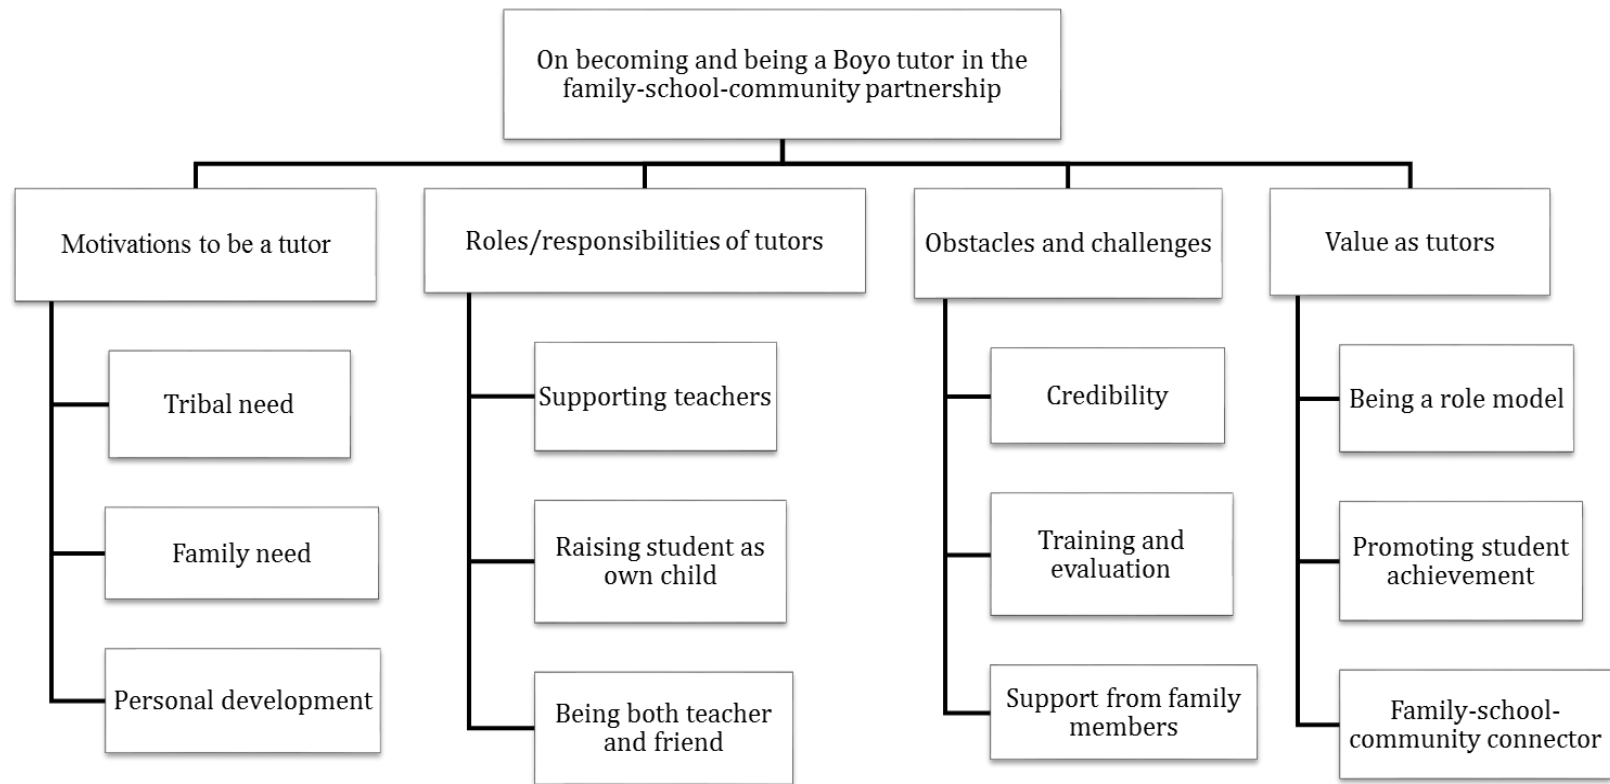 On becoming and being a Boyo tutor in the
family-school-community partnership
Motivations to be a tutor
Tribal need
Family need
Personal development
Roles/responsibilities of tutors
Supporting teachers
Raising student as
own child
Being both teacher
and friend
Obstacles and challenges
Credibility
Training and
evaluation
Support from family
members
Value as tutors
Being a role model
Promoting student
achievement
Family-school-
community connector